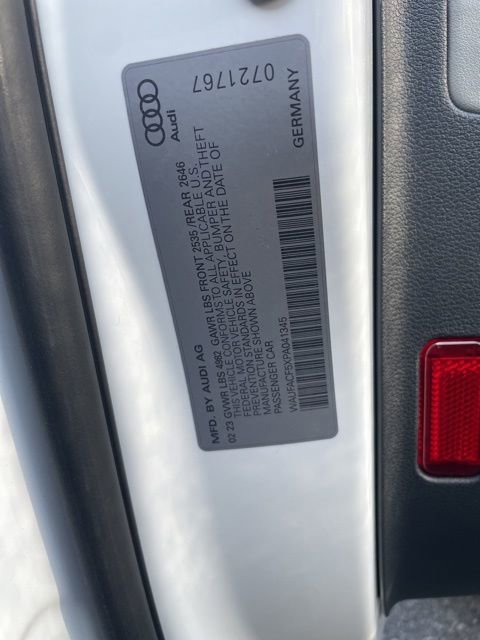 Audi
0721767
MFD. BY AUDI AG
02 23 GVWR LBS 4982 GAWR LBS FRONT 2535/REAR 2646
THIS VEHICLE CONFORMS TO ALL APPLICABLE U.S.
FEDERAL MOTOR VEHICLE SAFETY, BUMPER AND THEFT
PREVENTION STANDARDS IN EFFECT ON THE DATE OF
MANUFACTURE SHOWN ABOVE
PASSENGER CAR
WAUFACF5XPA041345
GERMANY